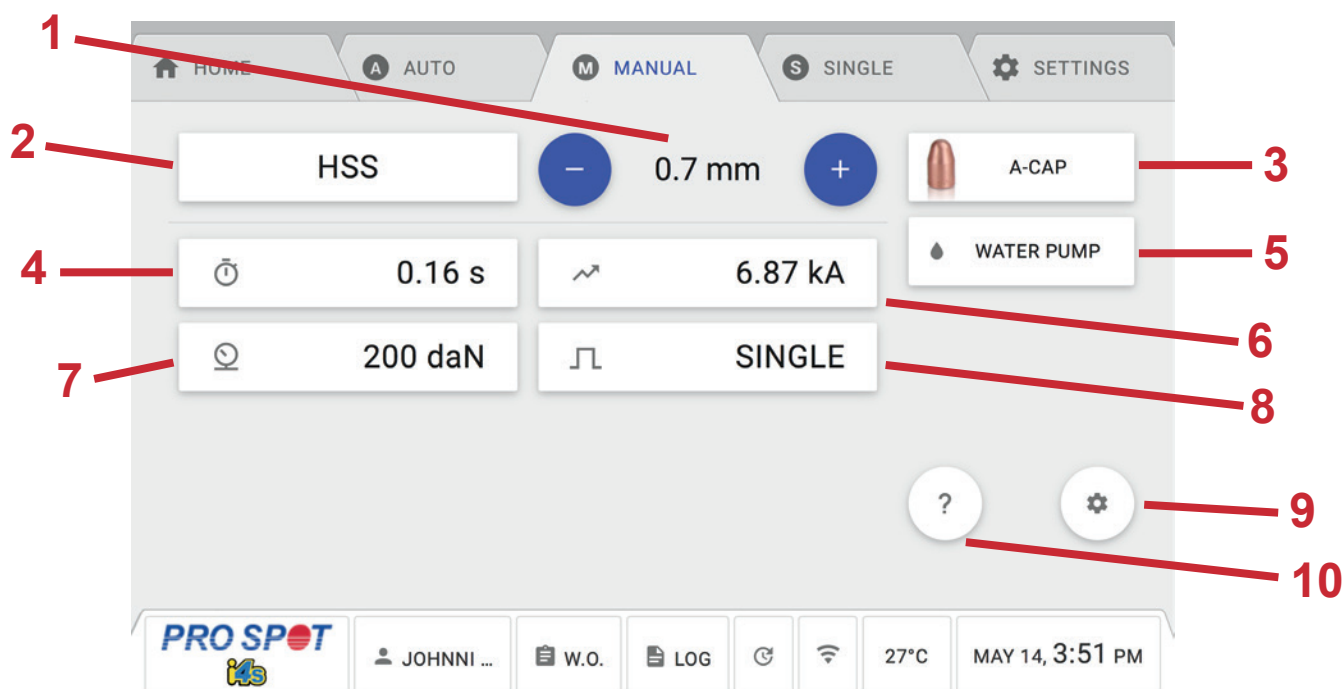 1
HOME
A AUTO
M MANUAL
S SINGLE
SETTINGS
2
HSS
−
0.7 mm
+
A-CAP
3
4
0.16 s
6.87 kA
WATER PUMP
5
6
7
200 daN
SINGLE
8
?
9
10
PRO SPOT
i4s
JOHNNI ...
W.O.
LOG
27°C
MAY 14, 3:51 PM